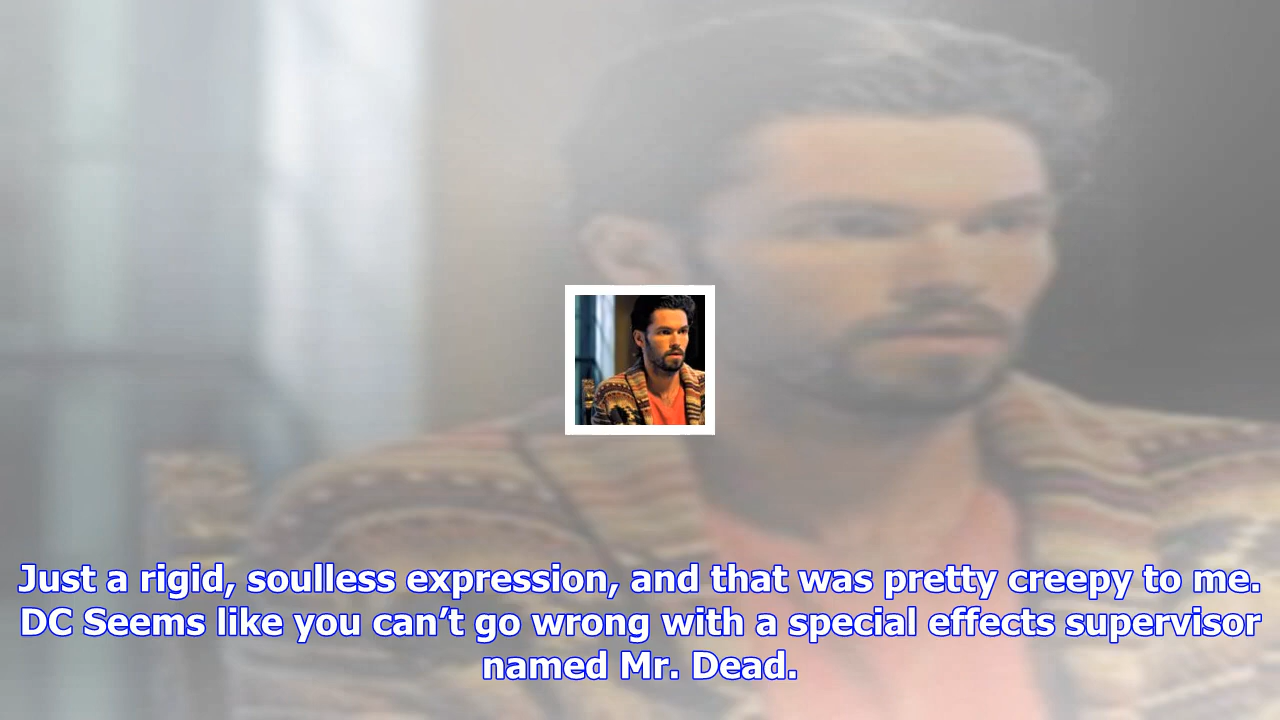 Just a rigid, soulless expression, and that was pretty creepy to me.
DC Seems like you can’t go wrong with a special effects supervisor
named Mr. Dead.